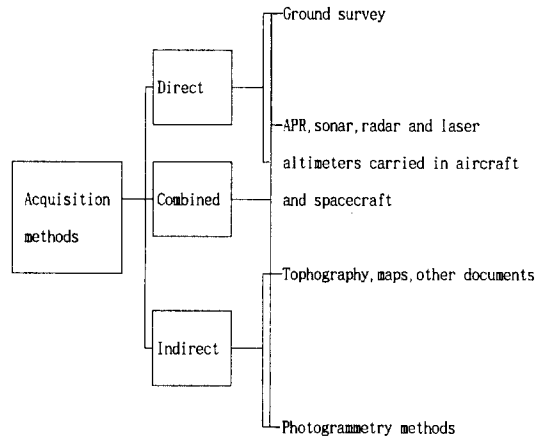 Ground survey
Direct
APR, sonar, radar and laser
altimeters carried in aircraft
and spacecraft
Acquisition
methods
Combined
Tophography, maps, other documents
Indirect
Photogrammetry methods